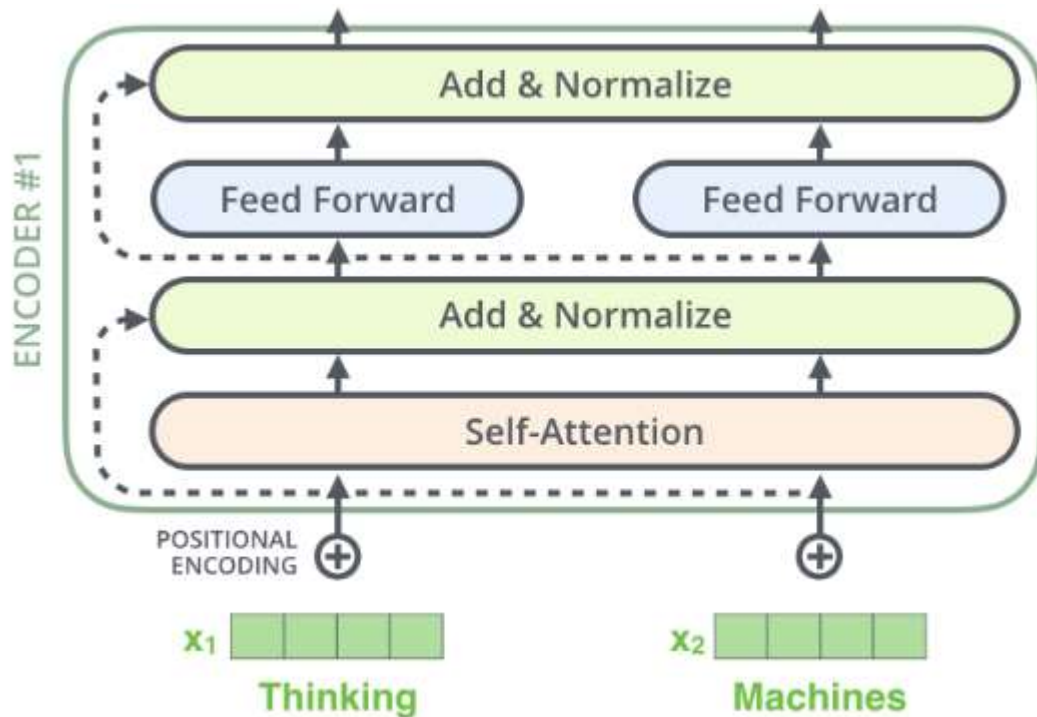 ENCODER #1
Add & Normalize
Feed Forward
Feed Forward
Add & Normalize
Self-Attention
POSITIONAL
ENCODING
x₁
x₂
Thinking
Machines